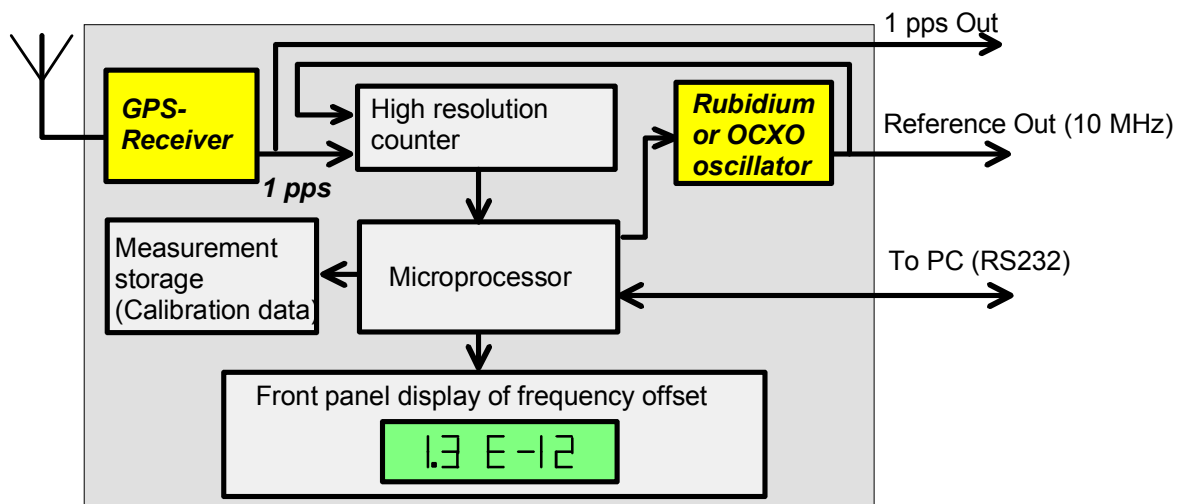 1 pps Out
GPS-
Receiver
1 pps
High resolution
counter
Rubidium
or OCXO
oscillator
Reference Out (10 MHz)
Measurement
storage
(Calibration data)
Microprocessor
To PC (RS232)
Front panel display of frequency offset
1.3 E-12